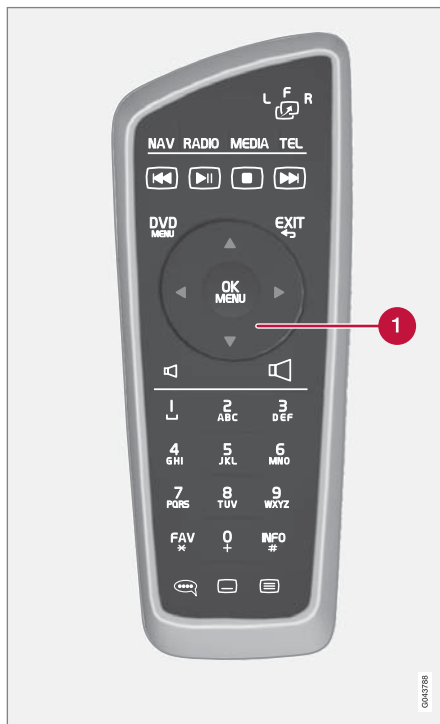 L F R
NAV RADIO MEDIA TEL
DVD EXIT
MENU
OK
MENU
1
1 2 3
ABC DEF
4 5 6
GHI JKL MNO
7 8 9
PQRS TUV WXYZ
FAV 0 INFO
* + #
G043788